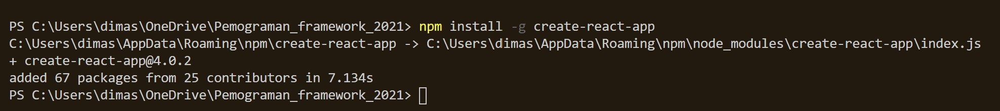 PS C:\Users\dimas\OneDrive\Pemograman_framework_2021> npm install -g create-react-app
C:\Users\dimas\AppData\Roaming\npm\create-react-app -> C:\Users\dimas\AppData\Roaming\npm\node_modules\create-react-app\index.js
+ create-react-app@4.0.2
added 67 packages from 25 contributors in 7.134s
PS C:\Users\dimas\OneDrive\Pemograman_framework_2021>